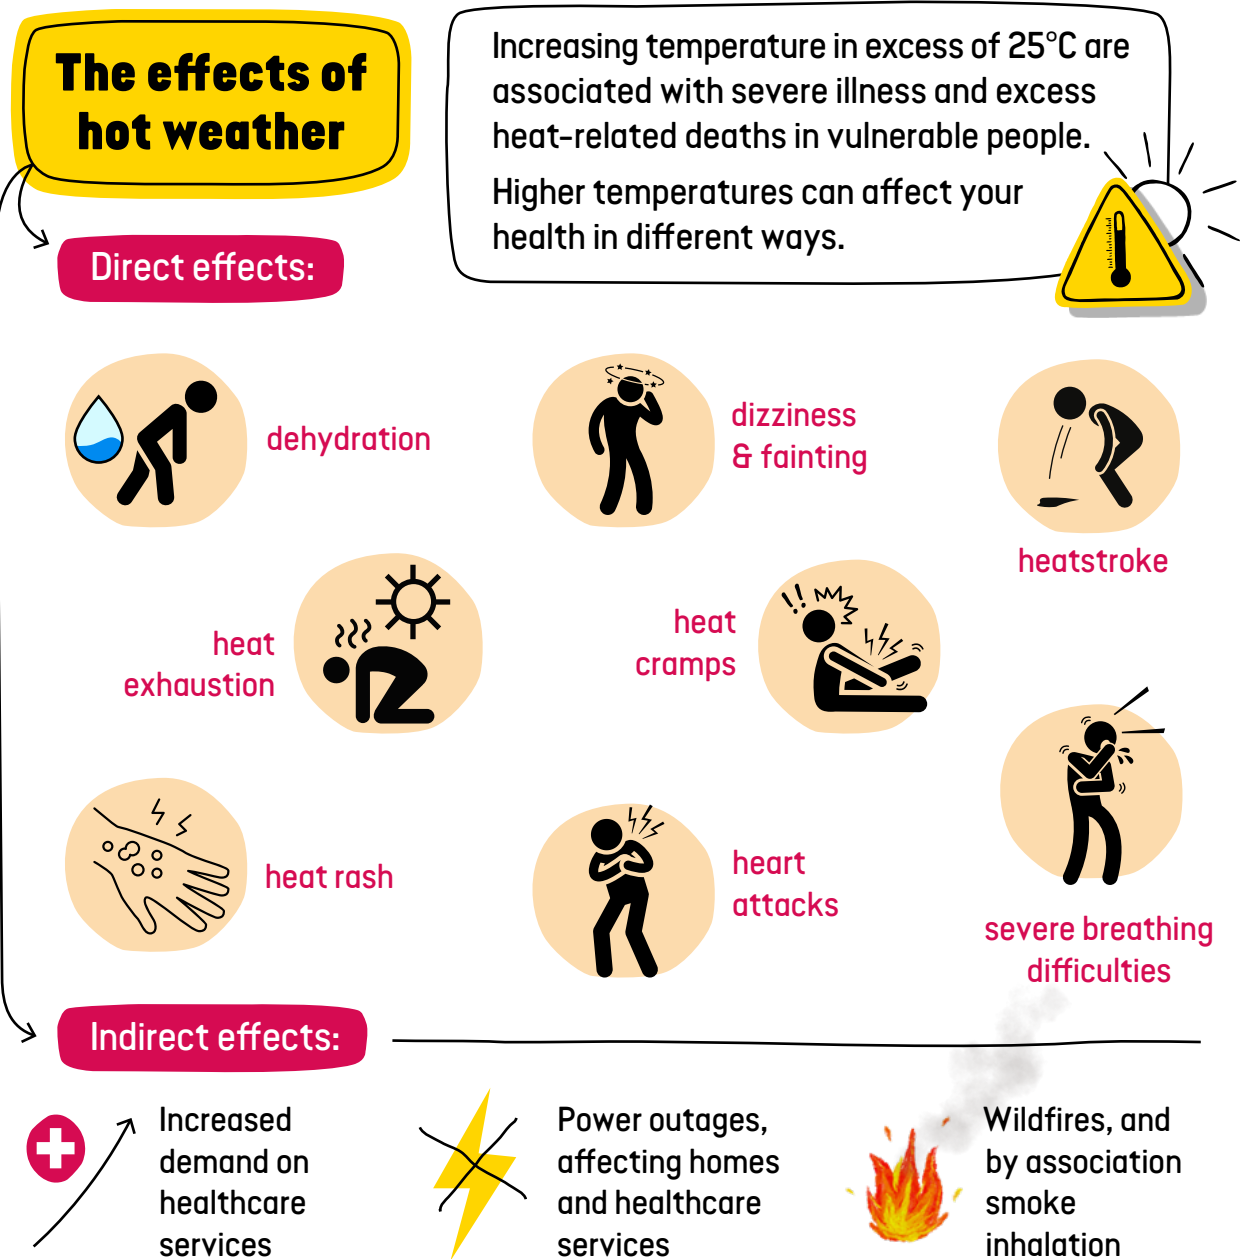 The effects of
hot weather
Increasing temperature in excess of 25°C are
associated with severe illness and excess
heat-related deaths in vulnerable people.
Higher temperatures can affect your
health in different ways.
Direct effects:
dehydration
dizziness
& fainting
heatstroke
heat
exhaustion
heat
cramps
heat rash
heart
attacks
severe breathing
difficulties
Indirect effects:
Increased
demand on
healthcare
services
Power outages,
affecting homes
and healthcare
services
Wildfires, and
by association
smoke
inhalation